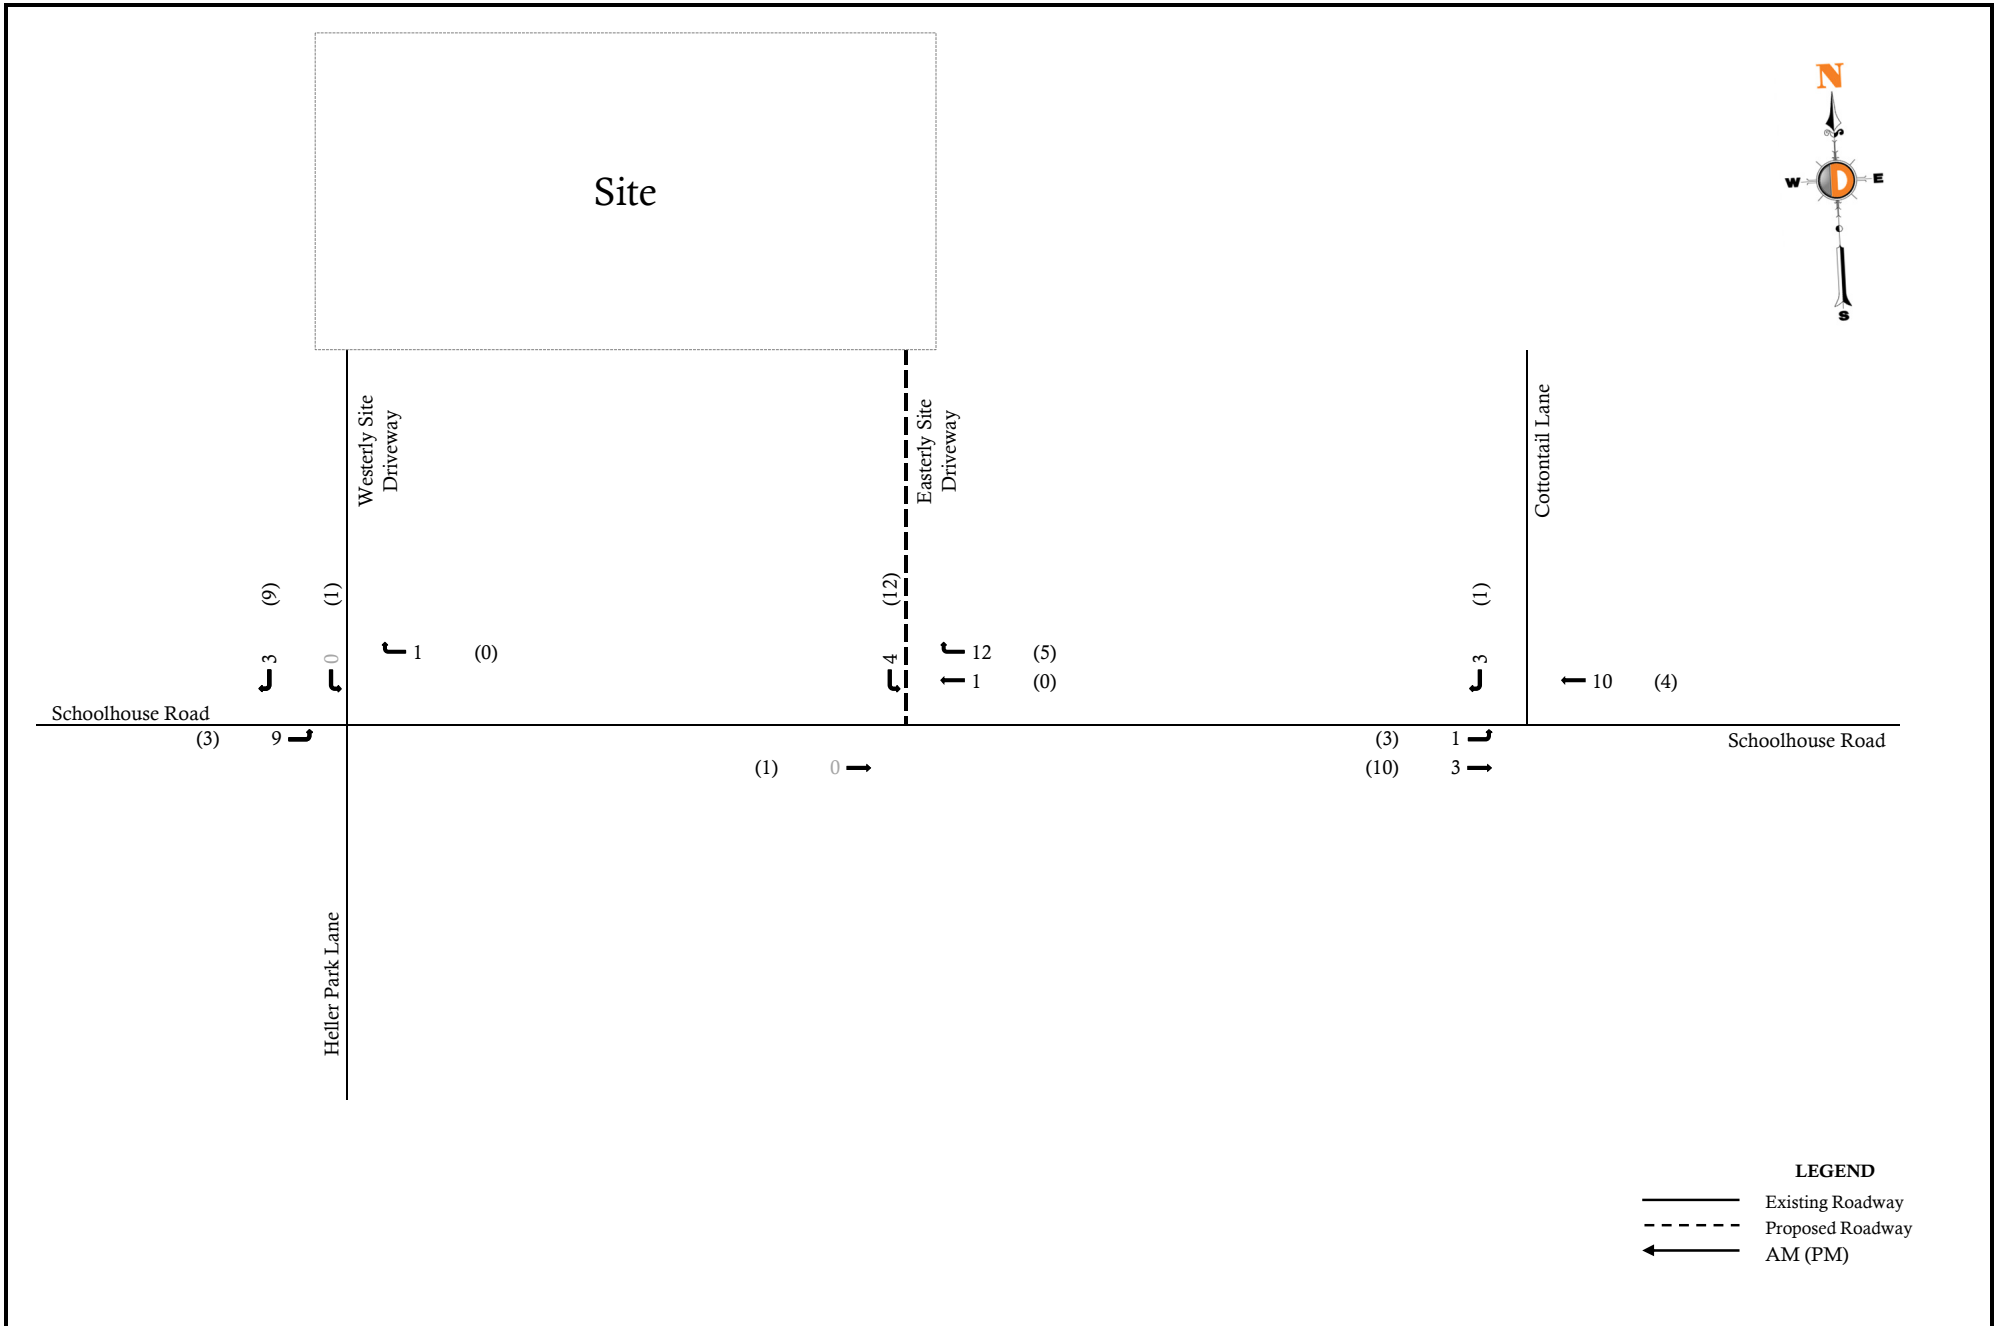 N
W
D
E
S
Site
Westerly Site
Driveway
Easterly Site
Driveway
Cottontail Lane
(9) (1) (12) (1)
3 0 1 (0) 4 12 (5) 3
1 (0) 10 (4)
Schoolhouse Road
(3) 9 (3) 1
Schoolhouse Road
(1) 0 (10) 3
Heller Park Lane
LEGEND
Existing Roadway
Proposed Roadway
AM (PM)